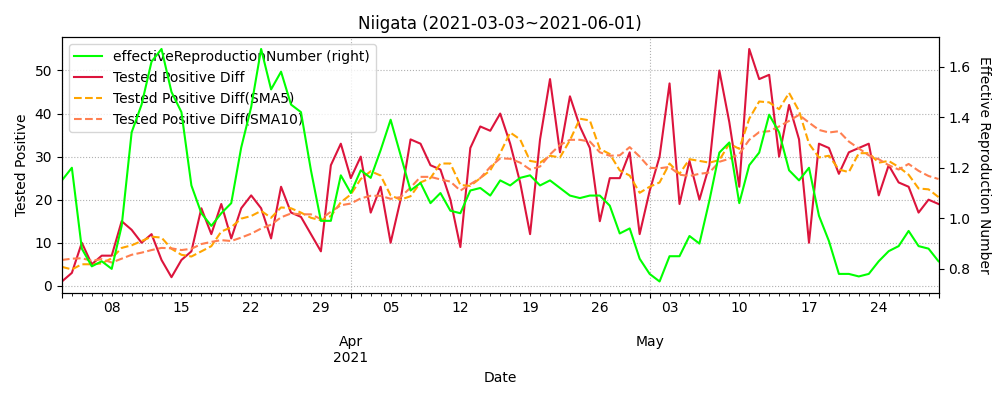 Niigata (2021-03-03~2021-06-01)
effectiveReproductionNumber (right)
Tested Positive Diff
Tested Positive Diff(SMA5)
Tested Positive Diff(SMA10)
Tested Positive
50
40
30
20
10
0
1.6
1.4
1.2
1.0
0.8
Effective Reproduction Number
08 15 22 29 05 12 19 26 03 10 17 24
Apr May
2021
Date